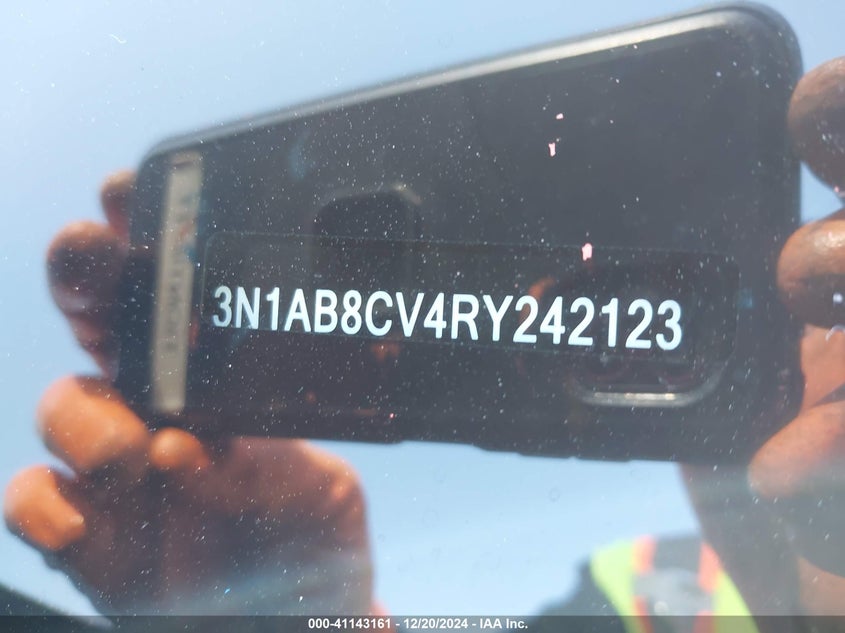 3N1AB8CV4RY242123
000-41143161 - 12/20/2024 - IAA Inc.